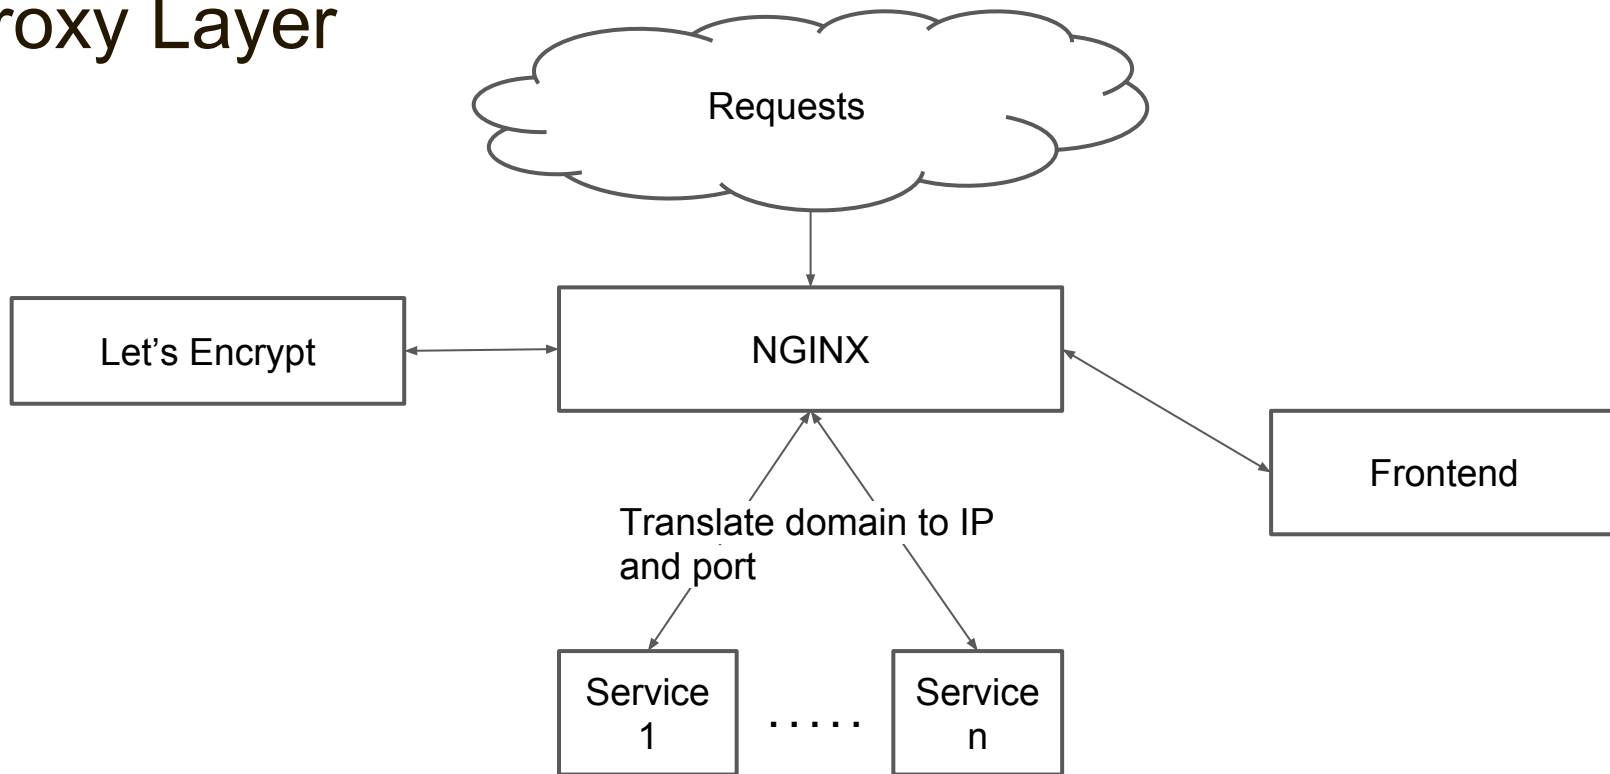 roxy Layer
Requests
Let's Encrypt
NGINX
Frontend
Translate domain to IP
and port
Service
1
.....
Service
n